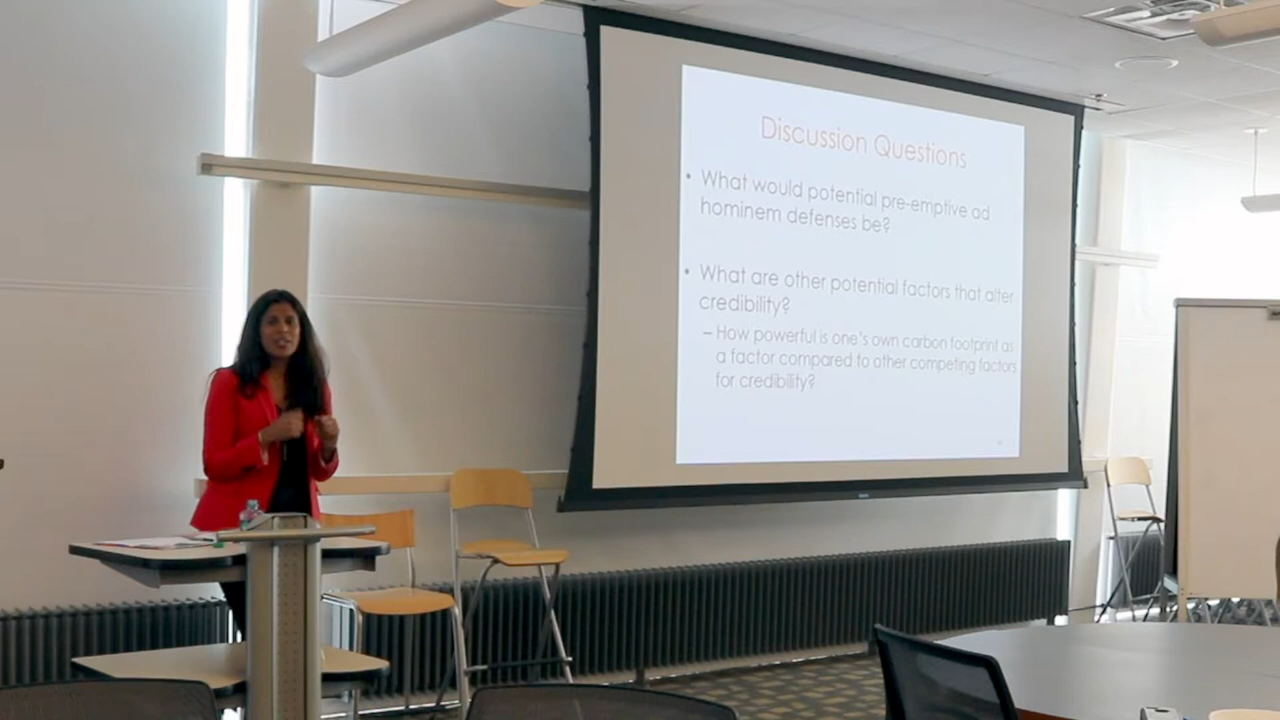 Discussion Questions
• What would potential pre-emptive ad
hominem defenses be?
• What are other potential factors that alter
credibility?
– How powerful is one's own carbon footprint as
a factor compared to other competing factors
for credibility?